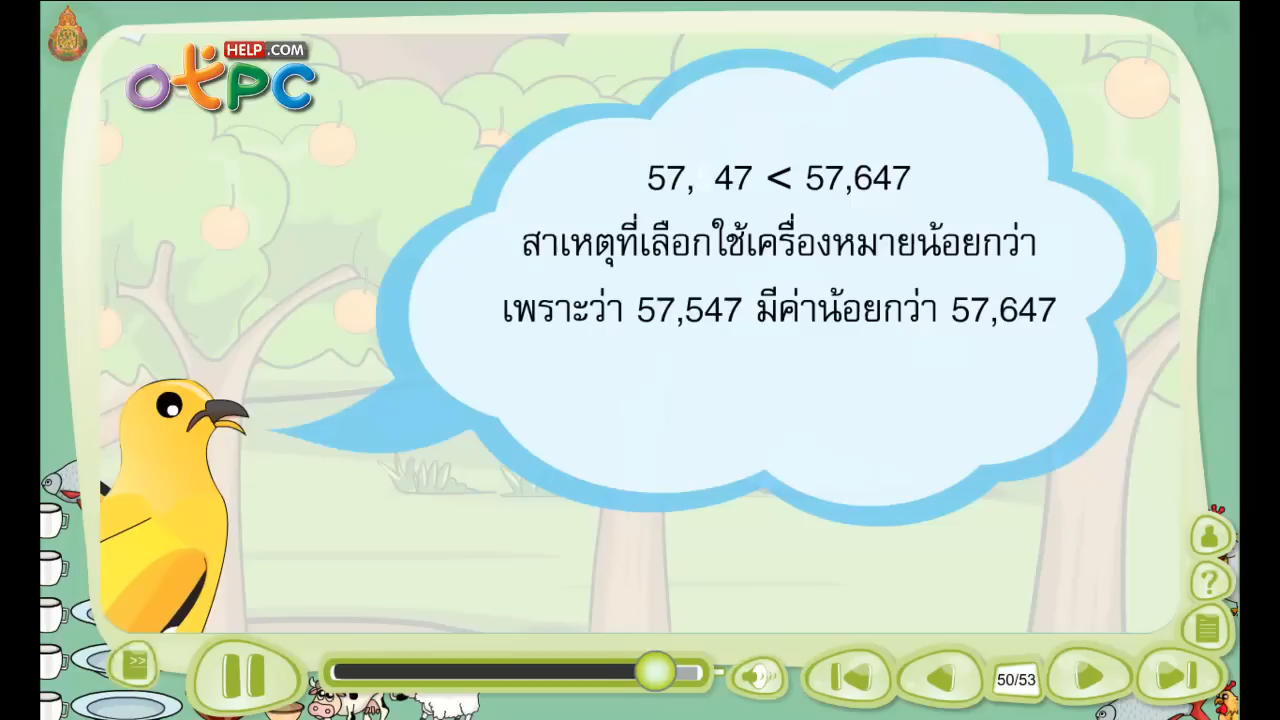 HELP.COM
OTPC
57, 47 < 57,647
สาเหตุที่เลือกใช้เครื่องหมายน้อยกว่า
เพราะว่า 57,547 มีค่าน้อยกว่า 57,647
>>
?
50/53